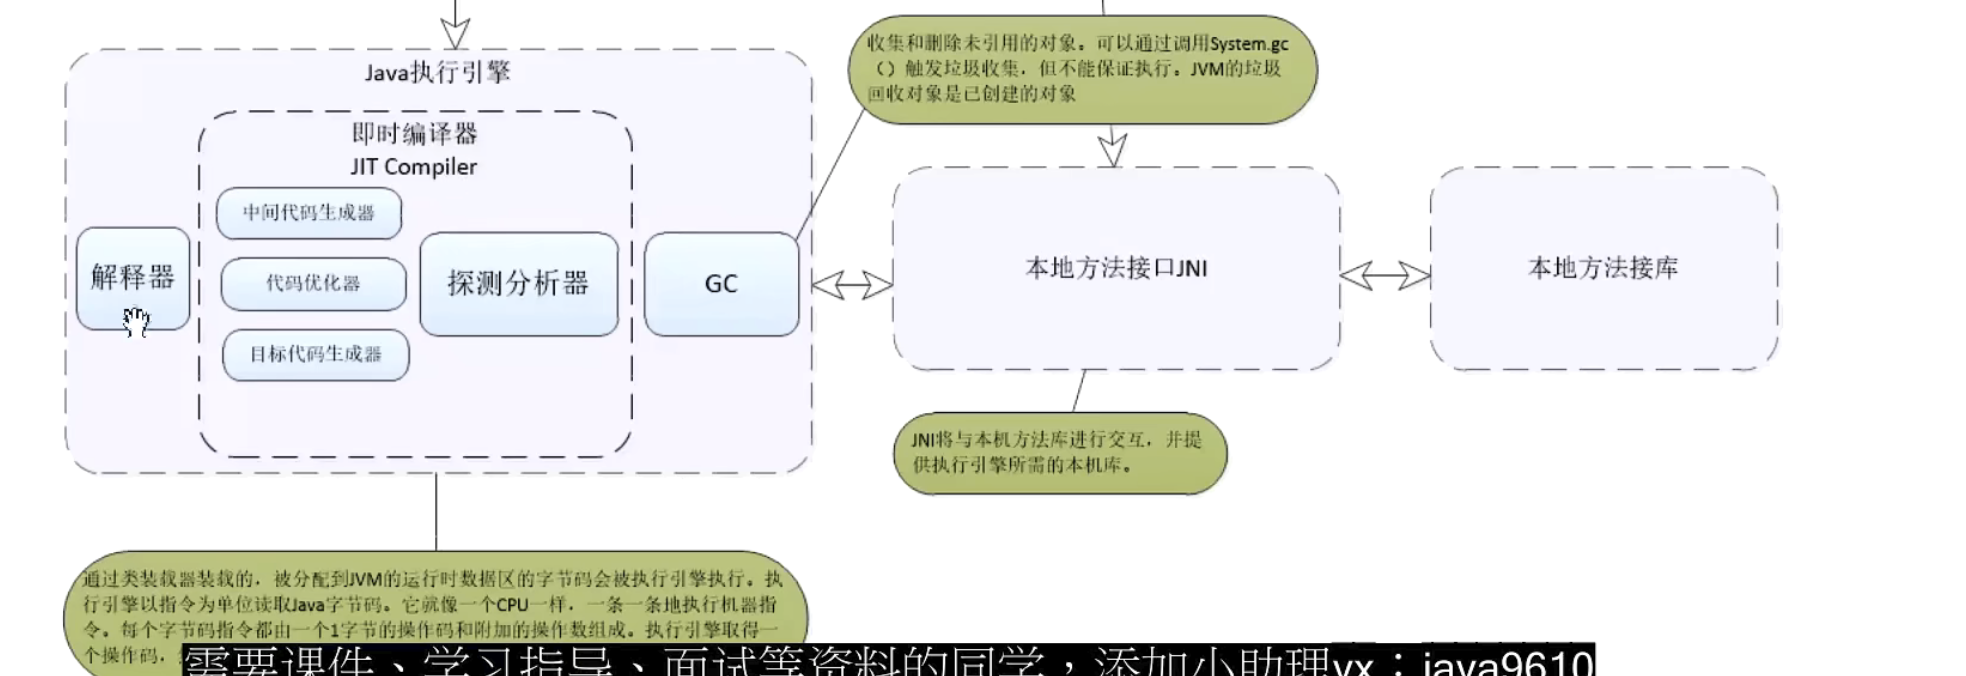 Java执行引擎
即时编译器
JIT Compiler
中间代码生成器
代码优化器
目标代码生成器
解释器
探测分析器
GC
收集和删除未引用的对象。可以通过调用System.gc
（）触发垃圾收集，但不能保证执行。JVM的垃圾
回收对象是已创建的对象
本地方法接口JNI
本地方法接库
JNI将与本机方法库进行交互，并提
供执行引擎所需的本机库。
通过类装载器装载的，被分配到JVM的运行时数据区的字节码会被执行引擎执行。执
行引擎以指令为单位读取Java字节码。它就像一个CPU一样，一条一条地执行机器指
令。每个字节码指令都由一个1字节的操作码和附加的操作数组成。执行引擎取得一
个操作码，
需要课件、学习指导、面试等资料的同学，添加小助理vx：java9610